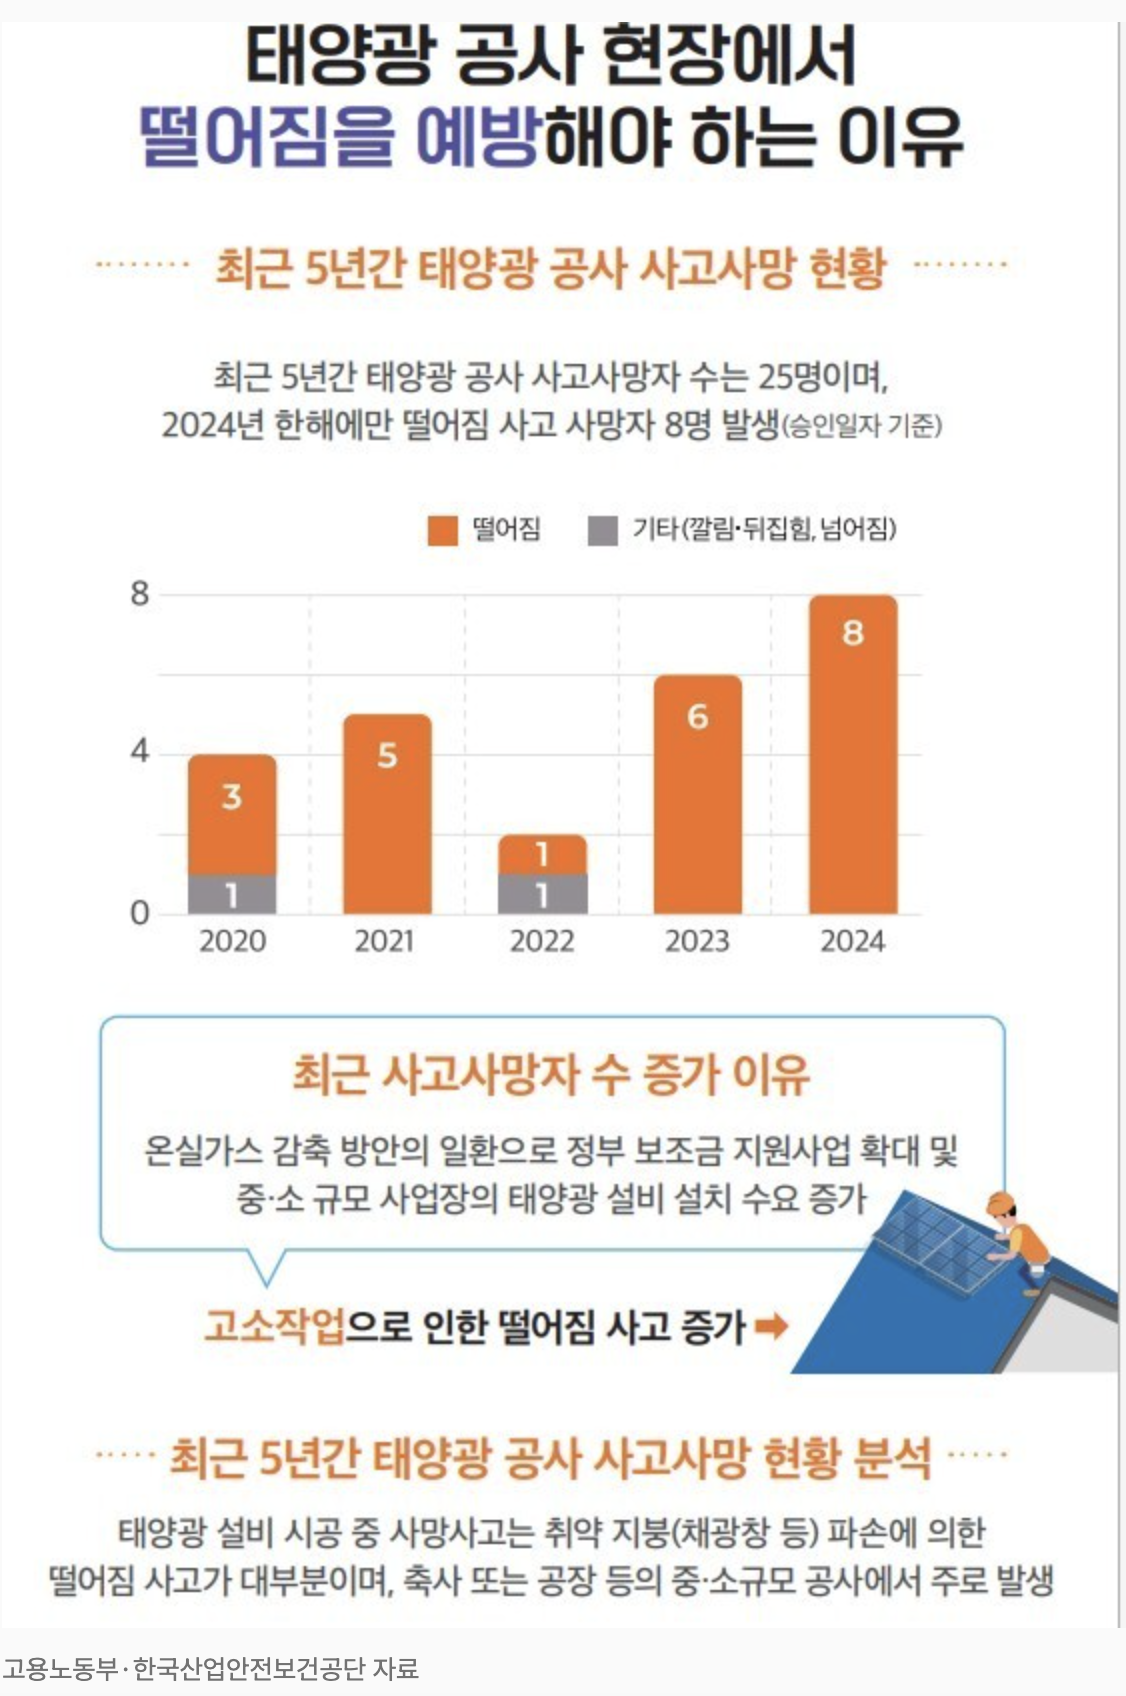 태양광 공사 현장에서
떨어짐을 예방해야 하는 이유
최근 5년간 태양광 공사 사고사망 현황
최근 5년간 태양광 공사 사고사망자 수는 25명이며,
2024년 한해에만 떨어짐 사고 사망자 8명 발생(승인일자 기준)
떨어짐 기타(깔림·뒤집힘, 넘어짐)
8
4
0
3
1
5
1
1
6
8
2020 2021 2022 2023 2024
최근 사고사망자 수 증가 이유
온실가스 감축 방안의 일환으로 정부 보조금 지원사업 확대 및
중·소 규모 사업장의 태양광 설비 설치 수요 증가
고소작업으로 인한 떨어짐 사고 증가
최근 5년간 태양광 공사 사고사망 현황 분석
태양광 설비 시공 중 사망사고는 취약 지붕(채광창 등) 파손에 의한
떨어짐 사고가 대부분이며, 축사 또는 공장 등의 중·소규모 공사에서 주로 발생
고용노동부·한국산업안전보건공단 자료